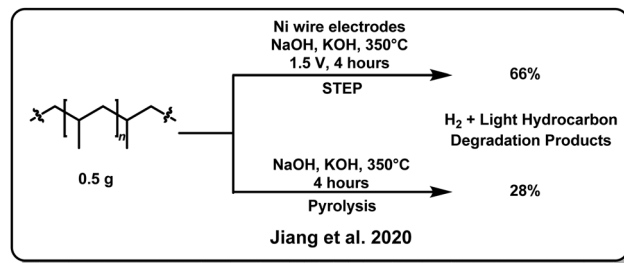 Ni wire electrodes
NaOH, KOH, 350°C
1.5 V, 4 hours
STEP
66%
n
0.5 g
H₂ + Light Hydrocarbon
Degradation Products
NaOH, KOH, 350°C
4 hours
Pyrolysis
28%
Jiang et al. 2020